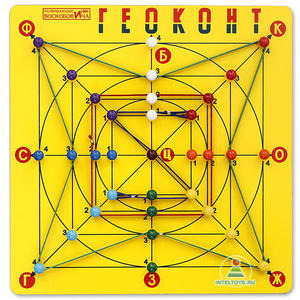 РАЗВИВАЮЩИЕ ИГРЫ
ВОСКОБОВИЧА
ГЕОКОНТ
Ф
К
Б
С
Ц
О
Г
З
Ж
INTELTOYS.RU